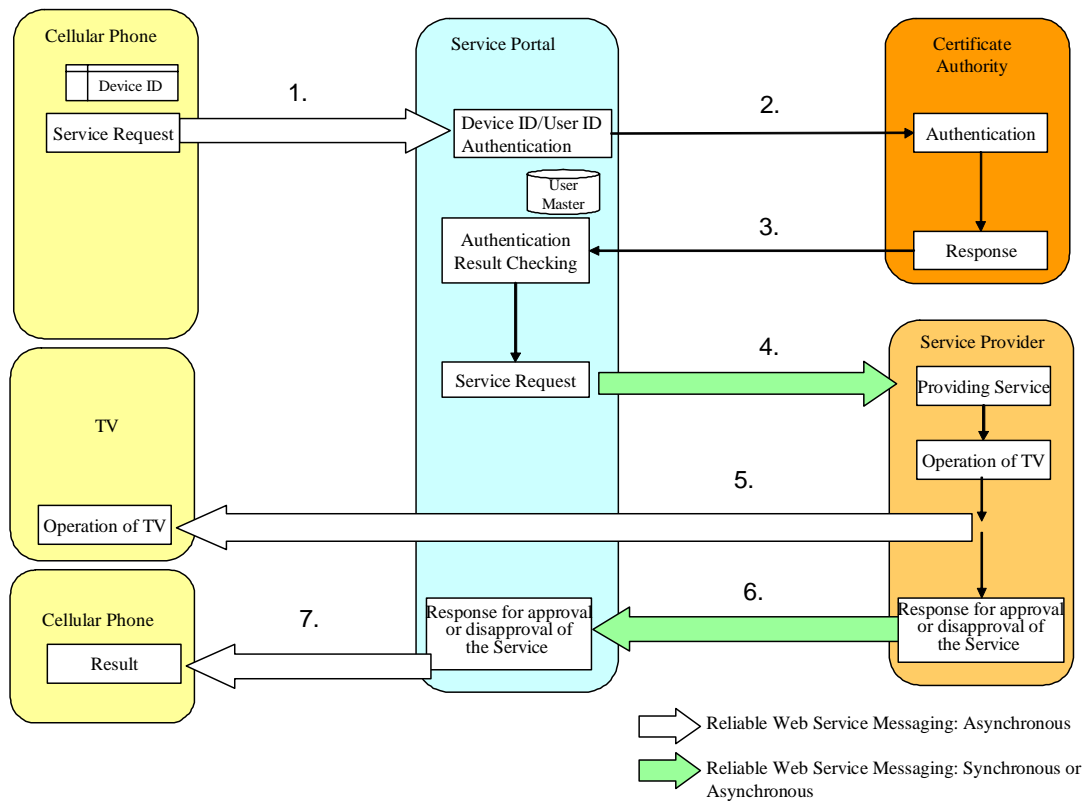 Cellular Phone
Device ID
Service Request
1.
Service Portal
Device ID/User ID
Authentication
User
Master
Authentication
Result Checking
Service Request
2.
3.
Certificate
Authority
Authentication
Response
4.
Service Provider
Providing Service
Operation of TV
TV
Operation of TV
5.
6.
Response for approval
or disapproval of
the Service
Response for approval
or disapproval of
the Service
7.
Cellular Phone
Result
Reliable Web Service Messaging: Asynchronous
Reliable Web Service Messaging: Synchronous or
Asynchronous